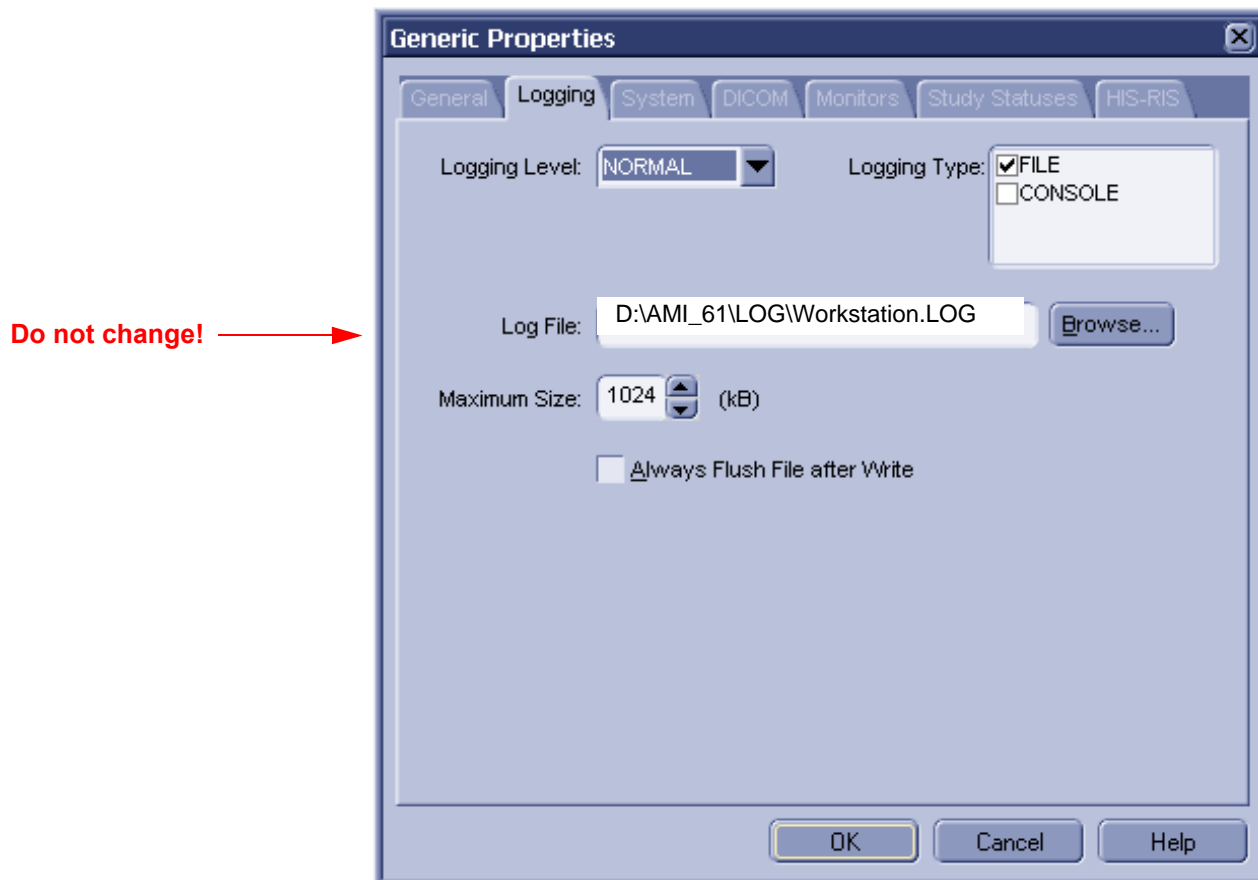 Generic Properties
General Logging System DICOM Monitors Study Statuses HIS-RIS
Logging Level: NORMAL Logging Type: FILE
CONSOLE
Do not change! Log File: D:\AMI_61\LOG\Workstation.LOG Browse...
Maximum Size: 1024 (kB)
Always Flush File after Write
OK Cancel Help